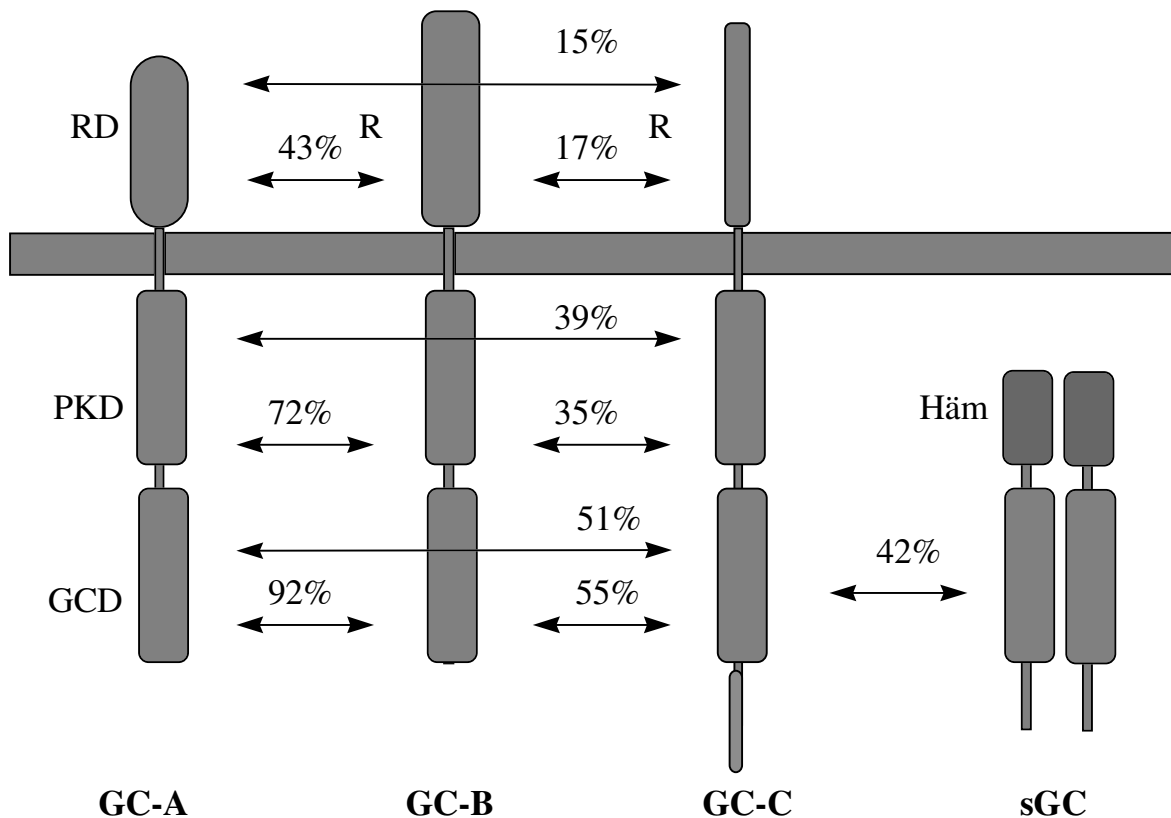 15%
RD R R
43% 17%
39%
PKD 72% 35% Häm
51%
42%
GCD 92% 55%
GC-A GC-B GC-C sGC